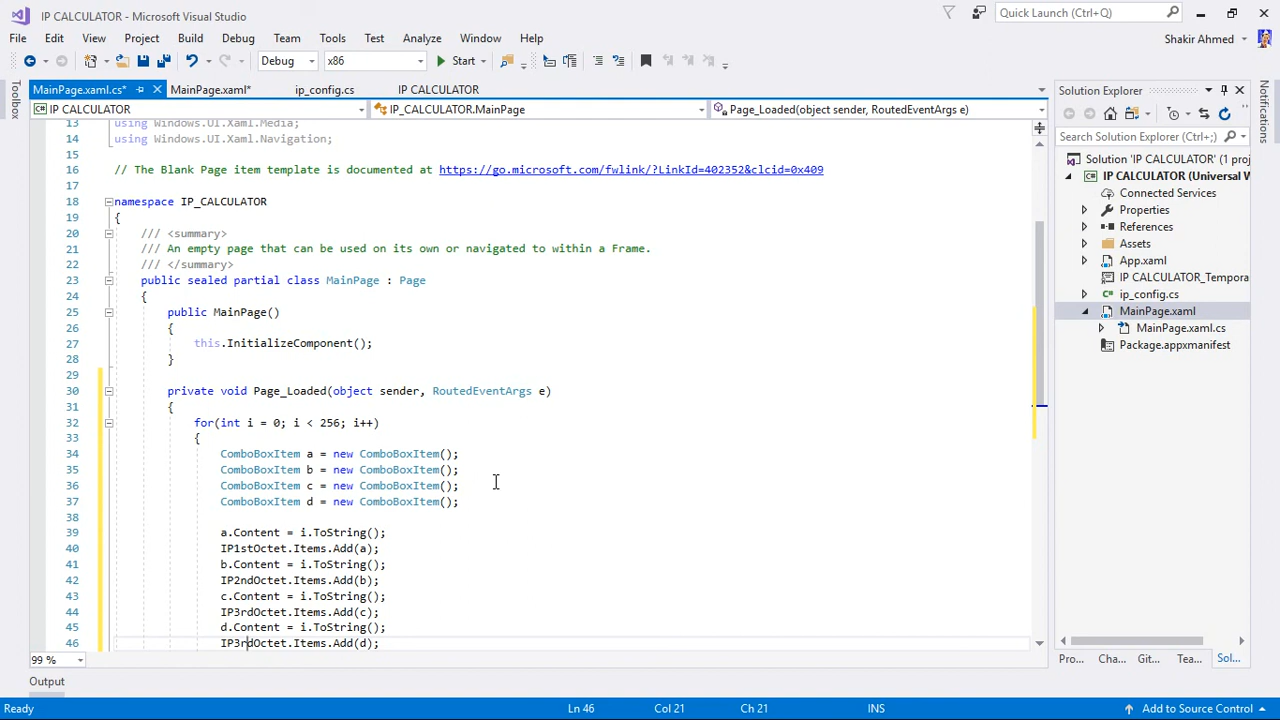 IP CALCULATOR - Microsoft Visual Studio
Quick Launch (Ctrl+Q)
File Edit View Project Build Debug Team Tools Test Analyze Window Help
Shakir Ahmed
Debug x86 Start
Toolbox
MainPage.xaml.cs* MainPage.xaml* ip_config.cs IP CALCULATOR
IP CALCULATOR IP_CALCULATOR.MainPage Page_Loaded(object sender, RoutedEventArgs e)
13 using Windows.UI.Xaml.Media;
14 using Windows.UI.Xaml.Navigation;
15
16 // The Blank Page item template is documented at https://go.microsoft.com/fwlink/?LinkId=402352&clcid=0x409
17
18 namespace IP_CALCULATOR
19 {
20 /// <summary>
21 /// An empty page that can be used on its own or navigated to within a Frame.
22 /// </summary>
23 public sealed partial class MainPage : Page
24 {
25 public MainPage()
26 {
27 this.InitializeComponent();
28 }
29
30 private void Page_Loaded(object sender, RoutedEventArgs e)
31 {
32 for(int i = 0; i < 256; i++)
33 {
34 ComboBoxItem a = new ComboBoxItem();
35 ComboBoxItem b = new ComboBoxItem();
36 ComboBoxItem c = new ComboBoxItem();
37 ComboBoxItem d = new ComboBoxItem();
38
39 a.Content = i.ToString();
40 IP1stOctet.Items.Add(a);
41 b.Content = i.ToString();
42 IP2ndOctet.Items.Add(b);
43 c.Content = i.ToString();
44 IP3rdOctet.Items.Add(c);
45 d.Content = i.ToString();
46 IP3rdOctet.Items.Add(d);
99 %
Solution Explorer
Search Solution Explorer (Ctrl+;)
Solution 'IP CALCULATOR' (1 proj
IP CALCULATOR (Universal W
Connected Services
Properties
References
Assets
App.xaml
IP CALCULATOR_Tempora
ip_config.cs
MainPage.xaml
MainPage.xaml.cs
Package.appxmanifest
Pro... Cha... Git... Tea... Sol...
Notifications
Output
Ready Ln 46 Col 21 Ch 21 INS Add to Source Control